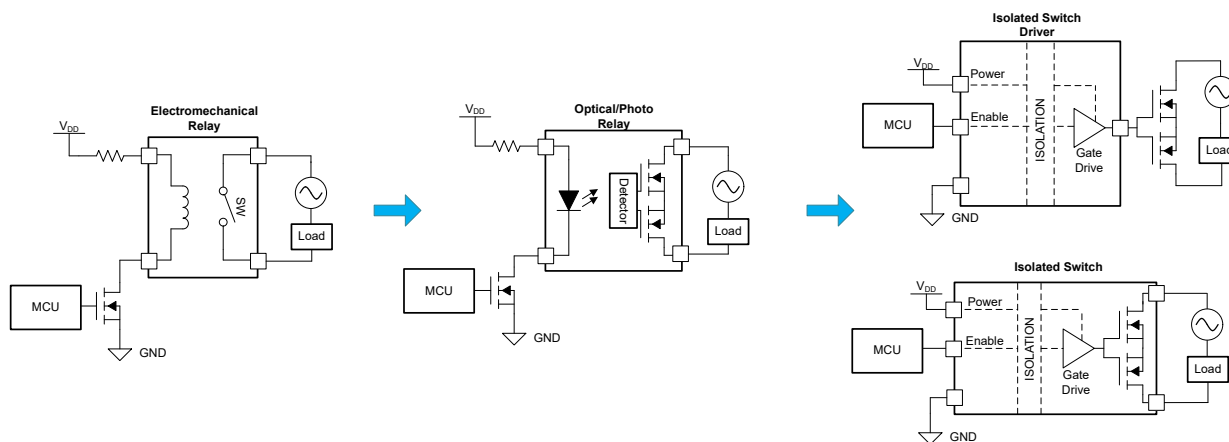 Electromechanical
Relay
VDD
SW
Load
MCU
GND
Optical/Photo
Relay
VDD
Detector
Load
MCU
GND
Isolated Switch
Driver
VDD
Power
MCU
Enable
ISOLATION
Gate
Drive
Load
GND
Isolated Switch
VDD
Power
MCU
Enable
ISOLATION
Gate
Drive
Load
GND